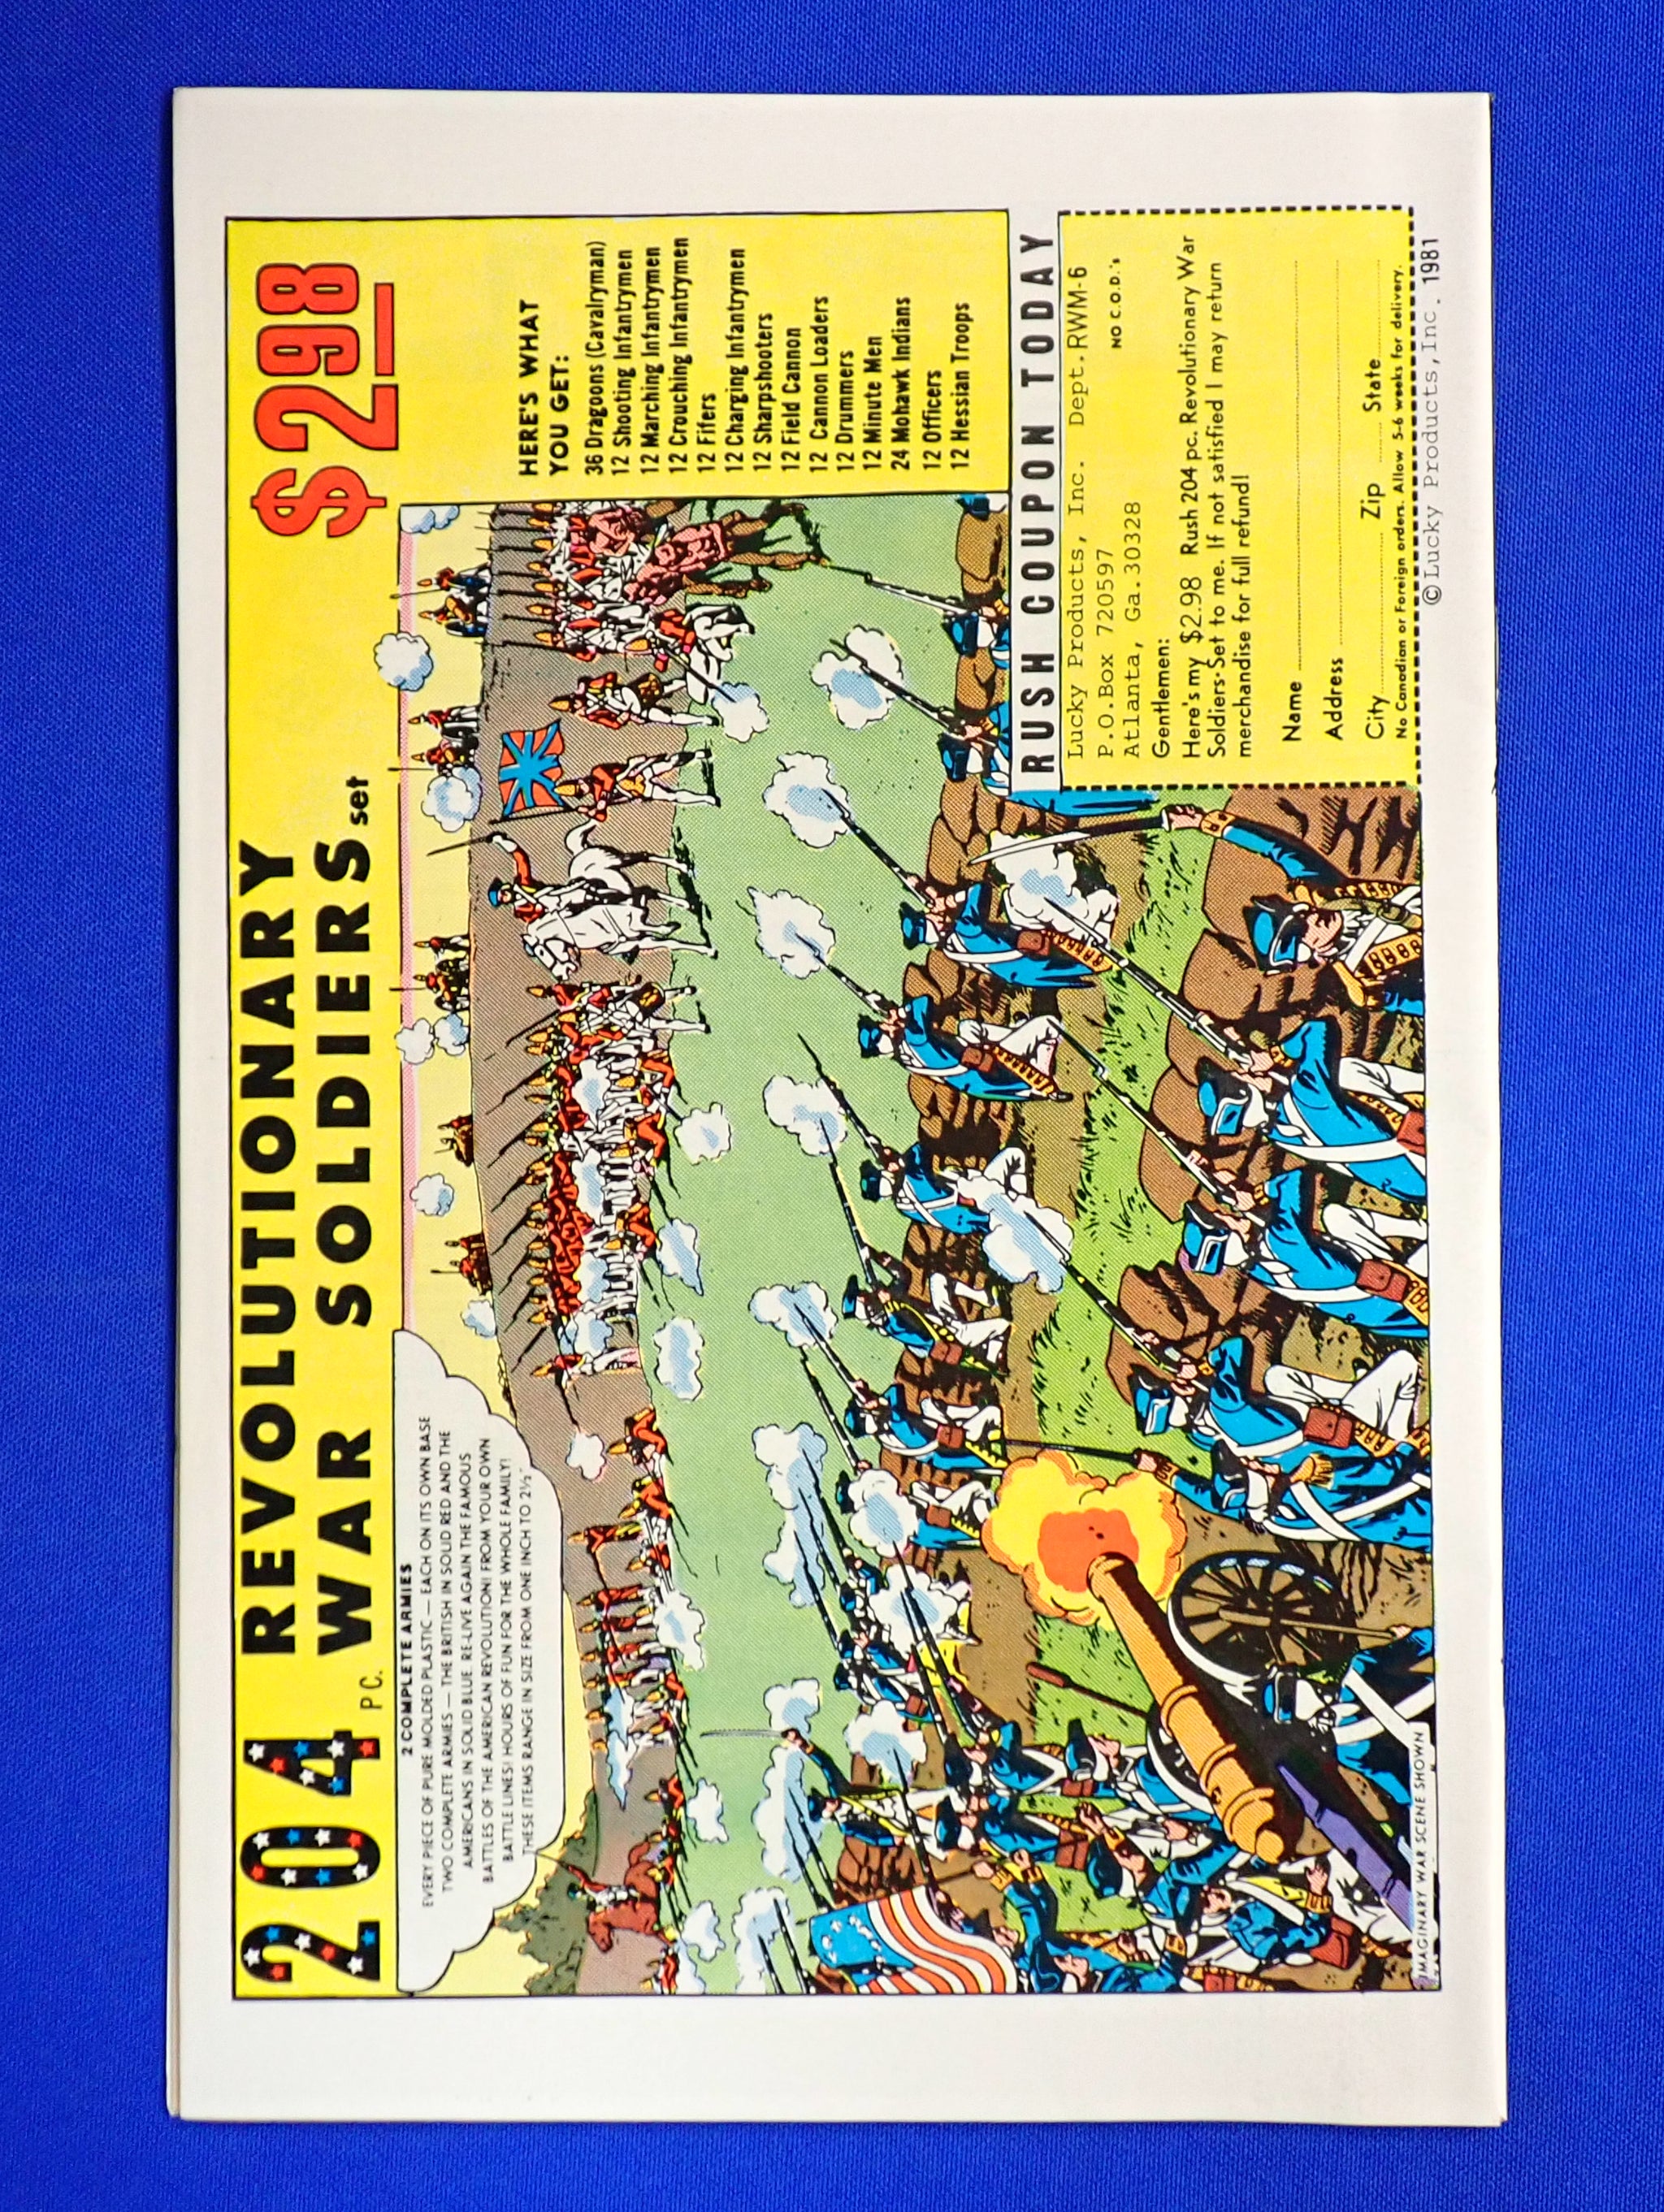 204 PC. REVOLUTIONARY
WAR SOLDIERS set
$2.98
2 COMPLETE ARMIES
EVERY PIECE OF PURE MOLDED PLASTIC — EACH ON ITS OWN BASE
TWO COMPLETE ARMIES — THE BRITISH IN SOLID RED AND THE
AMERICANS IN SOLID BLUE. RE-LIVE AGAIN THE FAMOUS
BATTLES OF THE AMERICAN REVOLUTION! FROM YOUR OWN
BATTLE LINES! HOURS OF FUN FOR THE WHOLE FAMILY!
THESE ITEMS RANGE IN SIZE FROM ONE INCH TO 2½"
HERE'S WHAT
YOU GET:
36 Dragoons (Cavalryman)
12 Shooting Infantrymen
12 Marching Infantrymen
12 Crouching Infantrymen
12 Fifers
12 Charging Infantrymen
12 Sharpshooters
12 Field Cannon
12 Cannon Loaders
12 Drummers
12 Minute Men
24 Mohawk Indians
12 Officers
12 Hessian Troops
RUSH COUPON TODAY
Lucky Products, Inc. Dept.RWM-6
P.O.Box 720597 NO C.O.D.'s
Atlanta, Ga.30328
Gentlemen:
Here's my $2.98 Rush 204 pc. Revolutionary War
Soldiers·Set to me. If not satisfied I may return
merchandise for full refund!
Name
Address
City Zip State
No Canadian or Foreign orders. Allow 5-6 weeks for delivery.
IMAGINARY WAR SCENE SHOWN
©Lucky Products,Inc. 1981